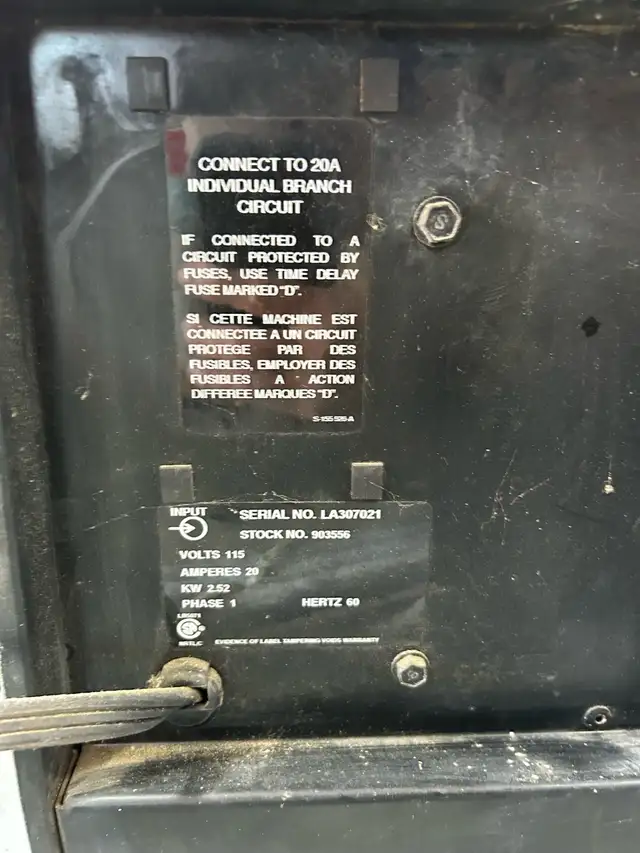 CONNECT TO 20A
INDIVIDUAL BRANCH
CIRCUIT
IF CONNECTED TO A
CIRCUIT PROTECTED BY
FUSES, USE TIME DELAY
FUSE MARKED "D".
SI CETTE MACHINE EST
CONNECTEE A UN CIRCUIT
PROTEGE PAR DES
FUSIBLES, EMPLOYER DES
FUSIBLES A ACTION
DIFFEREE MARQUES "D".
S-155 526-A
INPUT
SERIAL NO. LA307021
STOCK NO. 903556
VOLTS 115
AMPERES 20
KW 2.52
PHASE 1 HERTZ 60
NRTL/C
EVIDENCE OF LABEL TAMPERING VOIDS WARRANTY